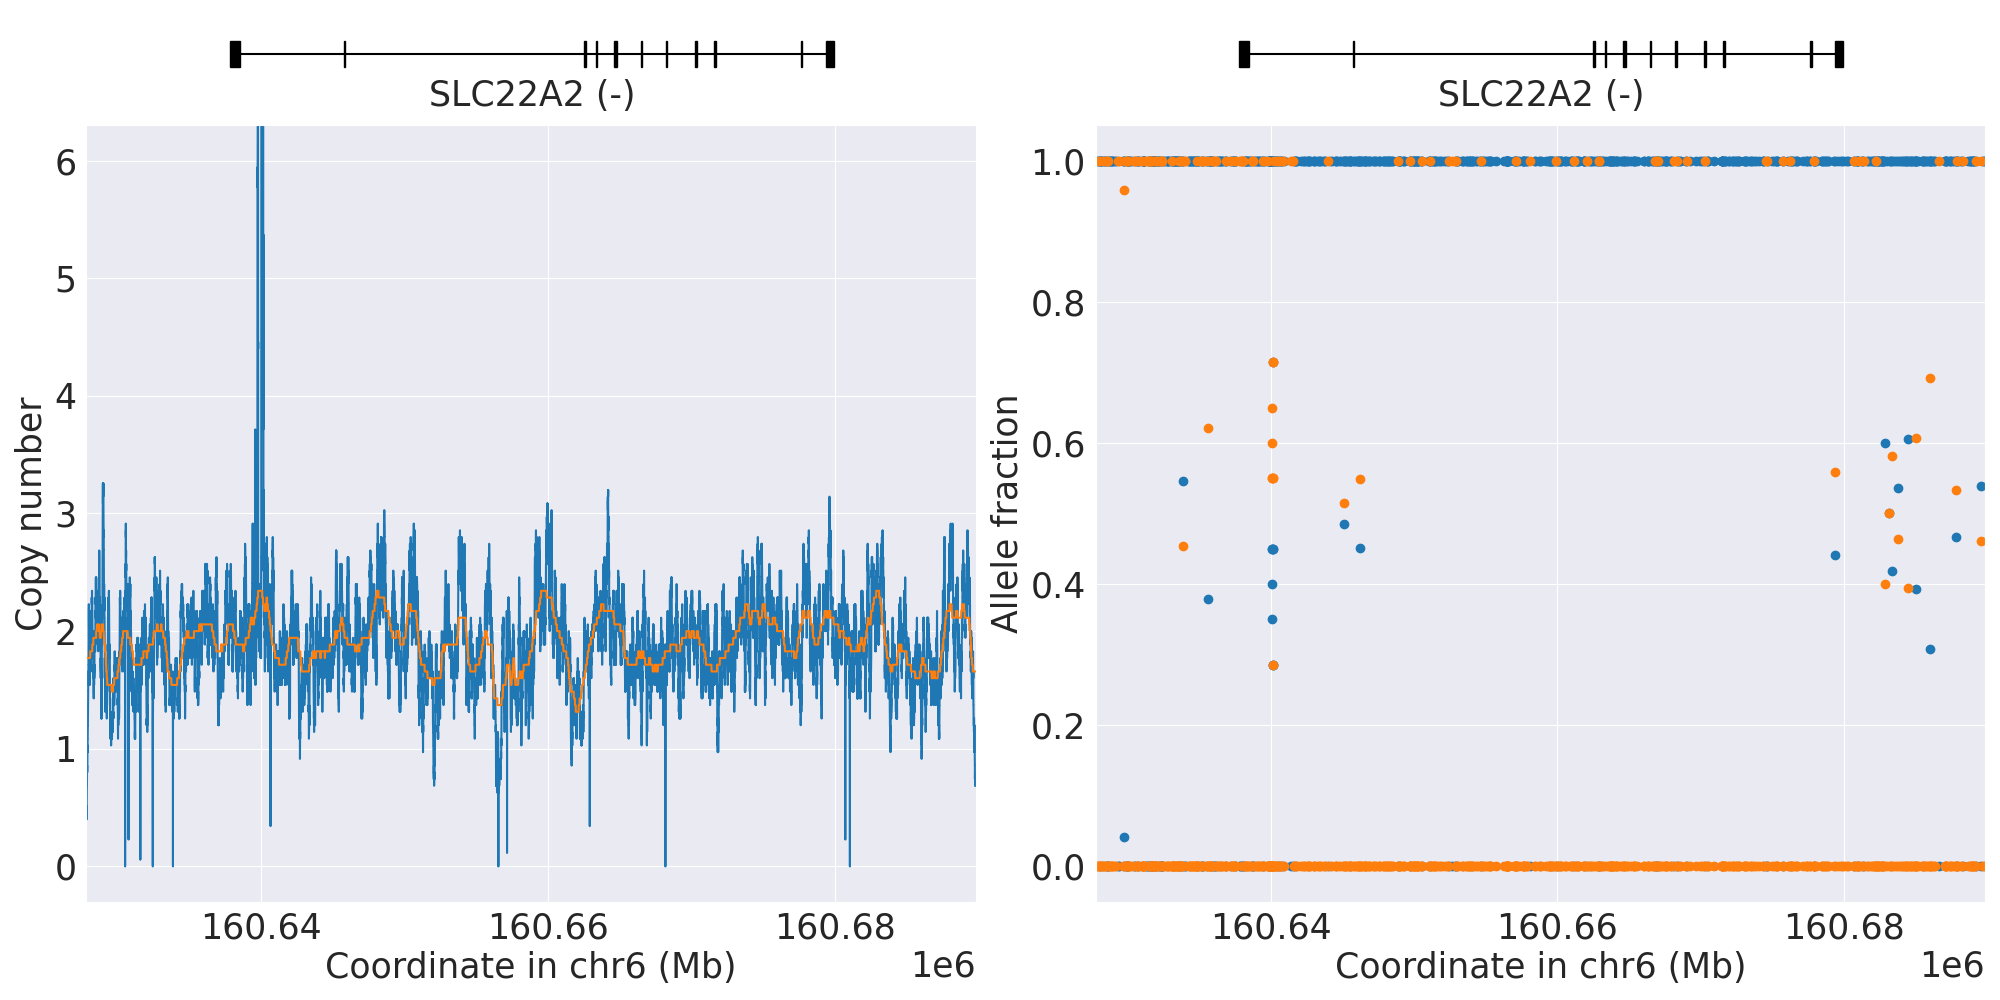 SLC22A2 (-)
6
5
4
3
2
1
0
Copy number
160.64 160.66 160.68
Coordinate in chr6 (Mb) 1e6
SLC22A2 (-)
1.0
0.8
0.6
0.4
0.2
0.0
Allele fraction
160.64 160.66 160.68
Coordinate in chr6 (Mb) 1e6